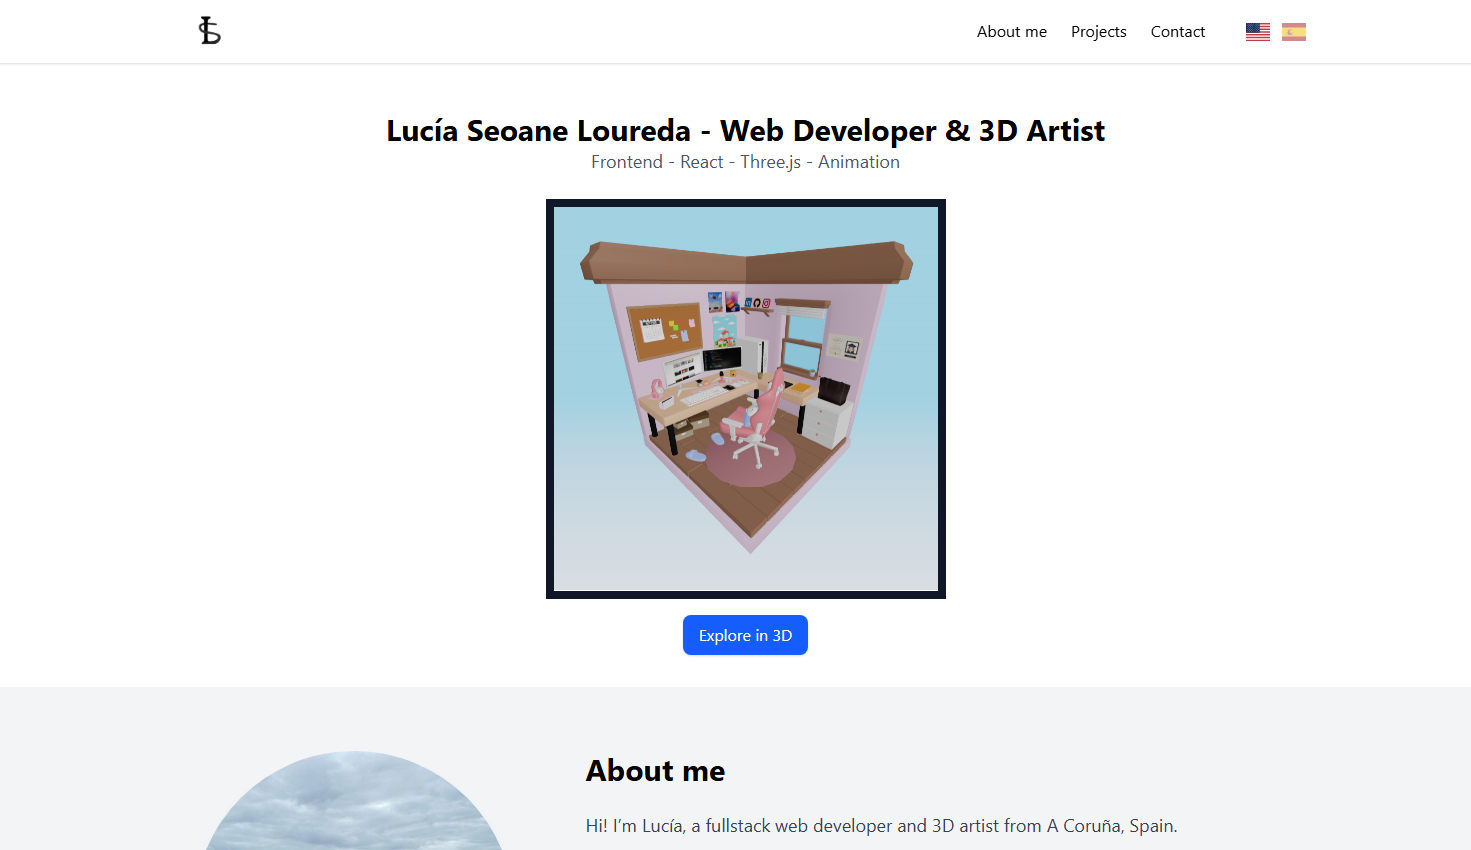 About me
Projects
Contact
Lucía Seoane Loureda - Web Developer & 3D Artist
Frontend - React - Three.js - Animation
Explore in 3D
About me
Hi! I’m Lucía, a fullstack web developer and 3D artist from A Coruña, Spain.